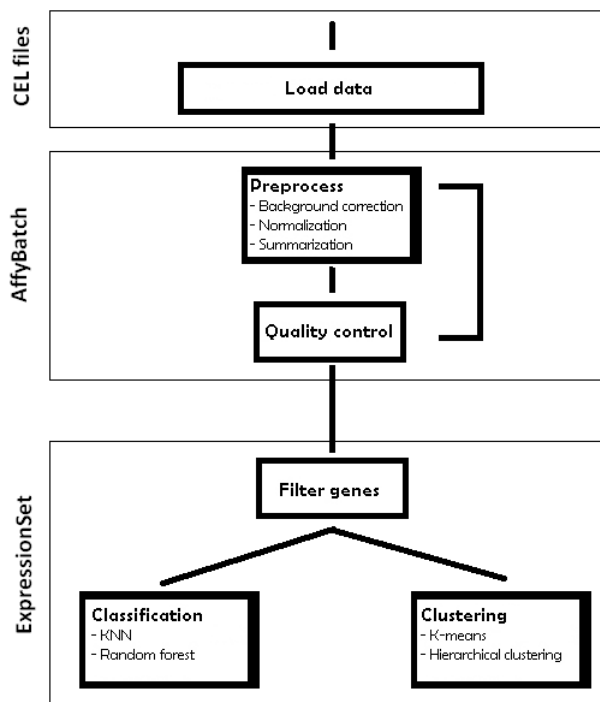 CEL files
Load data
AffyBatch
Preprocess
- Background correction
- Normalization
- Summarization
Quality control
ExpressionSet
Filter genes
Classification
- KNN
- Random forest
Clustering
- K-means
- Hierarchical clustering